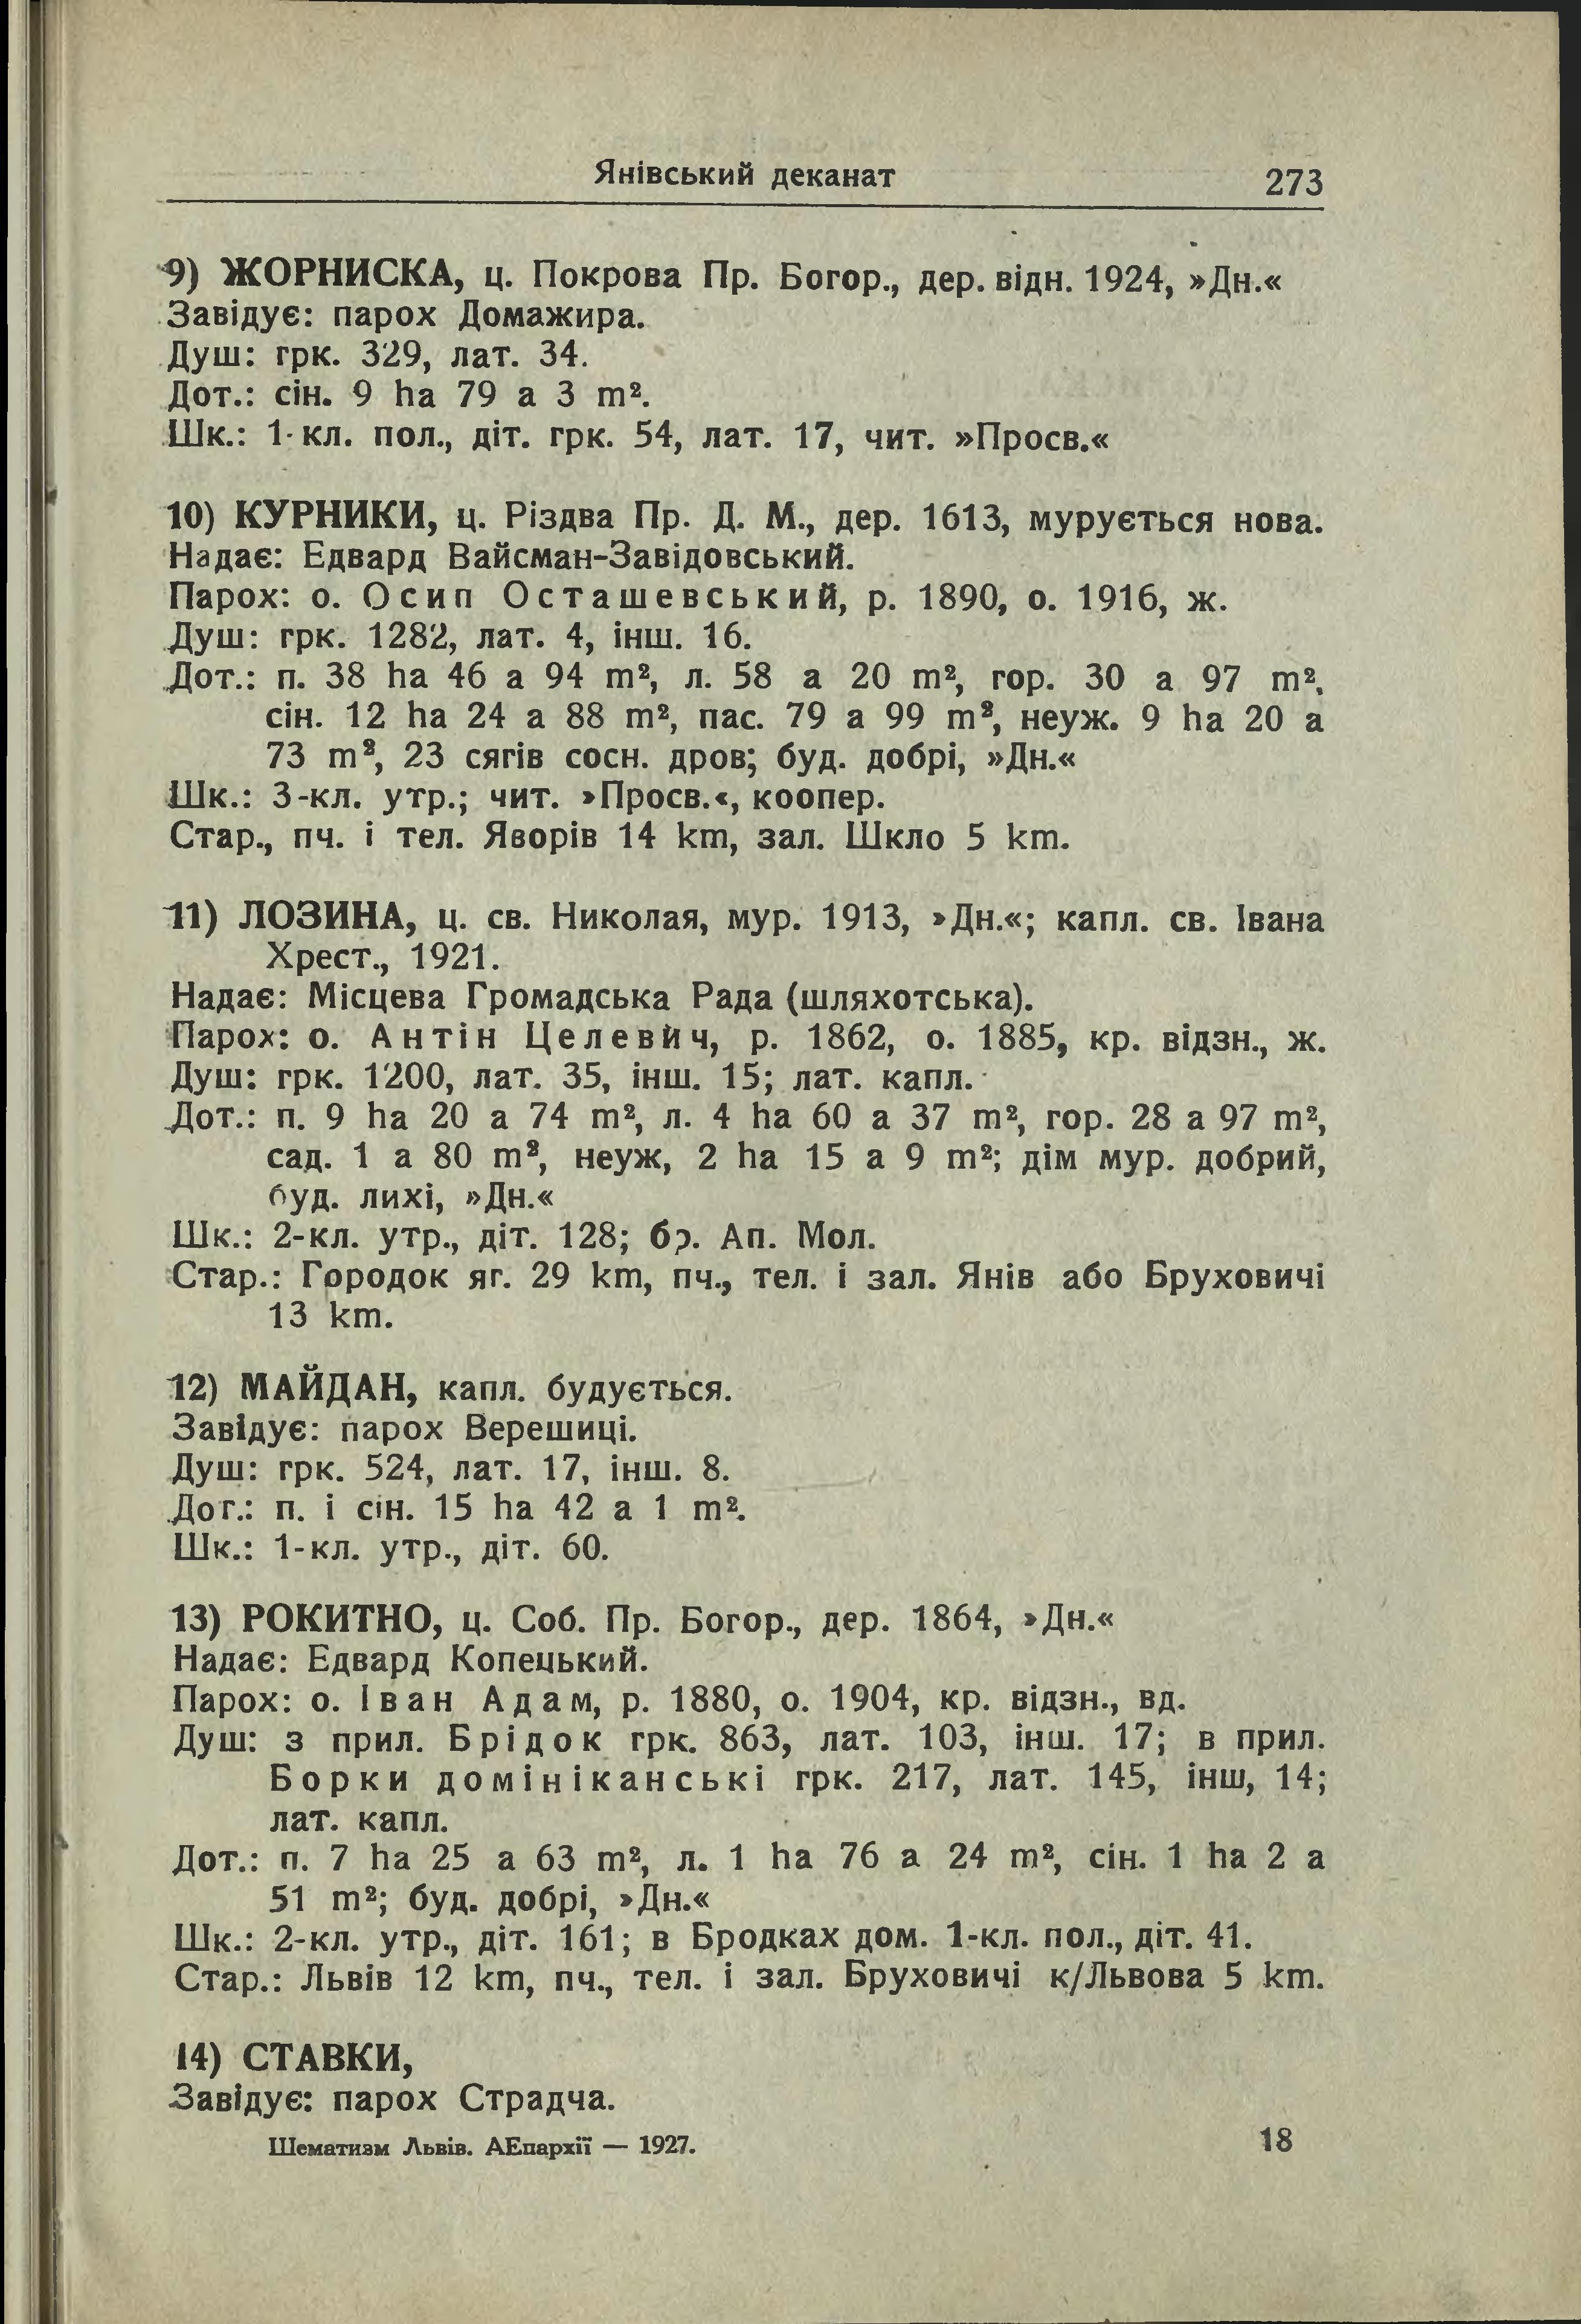 Янівський деканат 273
9) ЖОРНИСКА, ц. Покрова Пр. Богор., дер. відн. 1924, »Дн.«
Завідує: парох Домажира.
Душ: грк. 329, лат. 34.
Дот.: сін. 9 ha 79 a 3 m².
Шк.: 1-кл. пол., діт. грк. 54, лат. 17, чит. »Просв.«
10) КУРНИКИ, ц. Різдва Пр. Д. М., дер. 1613, мурується нова.
Надає: Едвард Вайсман-Завідовський.
Парох: о. Осип Осташевський, р. 1890, о. 1916, ж.
Душ: грк. 1282, лат. 4, інш. 16.
Дот.: п. 38 ha 46 a 94 m², л. 58 a 20 m², гор. 30 a 97 m²,
сін. 12 ha 24 a 88 m², пас. 79 a 99 m², неуж. 9 ha 20 a
73 m², 23 сягів сосн. дров; буд. добрі, »Дн.«
Шк.: 3-кл. утр.; чит. »Просв.«, коопер.
Стар., пч. і тел. Яворів 14 km, зал. Шкло 5 km.
11) ЛОЗИНА, ц. св. Николая, мур. 1913, »Дн.«; капл. св. Івана
Хрест., 1921.
Надає: Місцева Громадська Рада (шляхотська).
Парох: о. Антін Целевич, р. 1862, о. 1885, кр. відзн., ж.
Душ: грк. 1200, лат. 35, інш. 15; лат. капл.
Дот.: п. 9 ha 20 a 74 m², л. 4 ha 60 a 37 m², гор. 28 a 97 m²,
сад. 1 a 80 m², неуж, 2 ha 15 a 9 m²; дім мур. добрий,
буд. лихі, »Дн.«
Шк.: 2-кл. утр., діт. 128; бр. Ап. Мол.
Стар.: Городок яг. 29 km, пч., тел. і зал. Янів або Бруховичі
13 km.
12) МАЙДАН, капл. будується.
Завідує: парох Верешиці.
Душ: грк. 524, лат. 17, інш. 8.
Дот.: п. і сін. 15 ha 42 a 1 m².
Шк.: 1-кл. утр., діт. 60.
13) РОКИТНО, ц. Соб. Пр. Богор., дер. 1864, »Дн.«
Надає: Едвард Копецький.
Парох: о. Іван Адам, р. 1880, о. 1904, кр. відзн., вд.
Душ: з прил. Брідок грк. 863, лат. 103, інш. 17; в прил.
Борки домініканські грк. 217, лат. 145, інш, 14;
лат. капл.
Дот.: п. 7 ha 25 a 63 m², л. 1 ha 76 a 24 m², сін. 1 ha 2 a
51 m²; буд. добрі, »Дн.«
Шк.: 2-кл. утр., діт. 161; в Бродках дом. 1-кл. пол., діт. 41.
Стар.: Львів 12 km, пч., тел. і зал. Бруховичі к/Львова 5 km.
14) СТАВКИ,
Завідує: парох Страдча.
Шематизм Львів. АЕпархії — 1927. 18